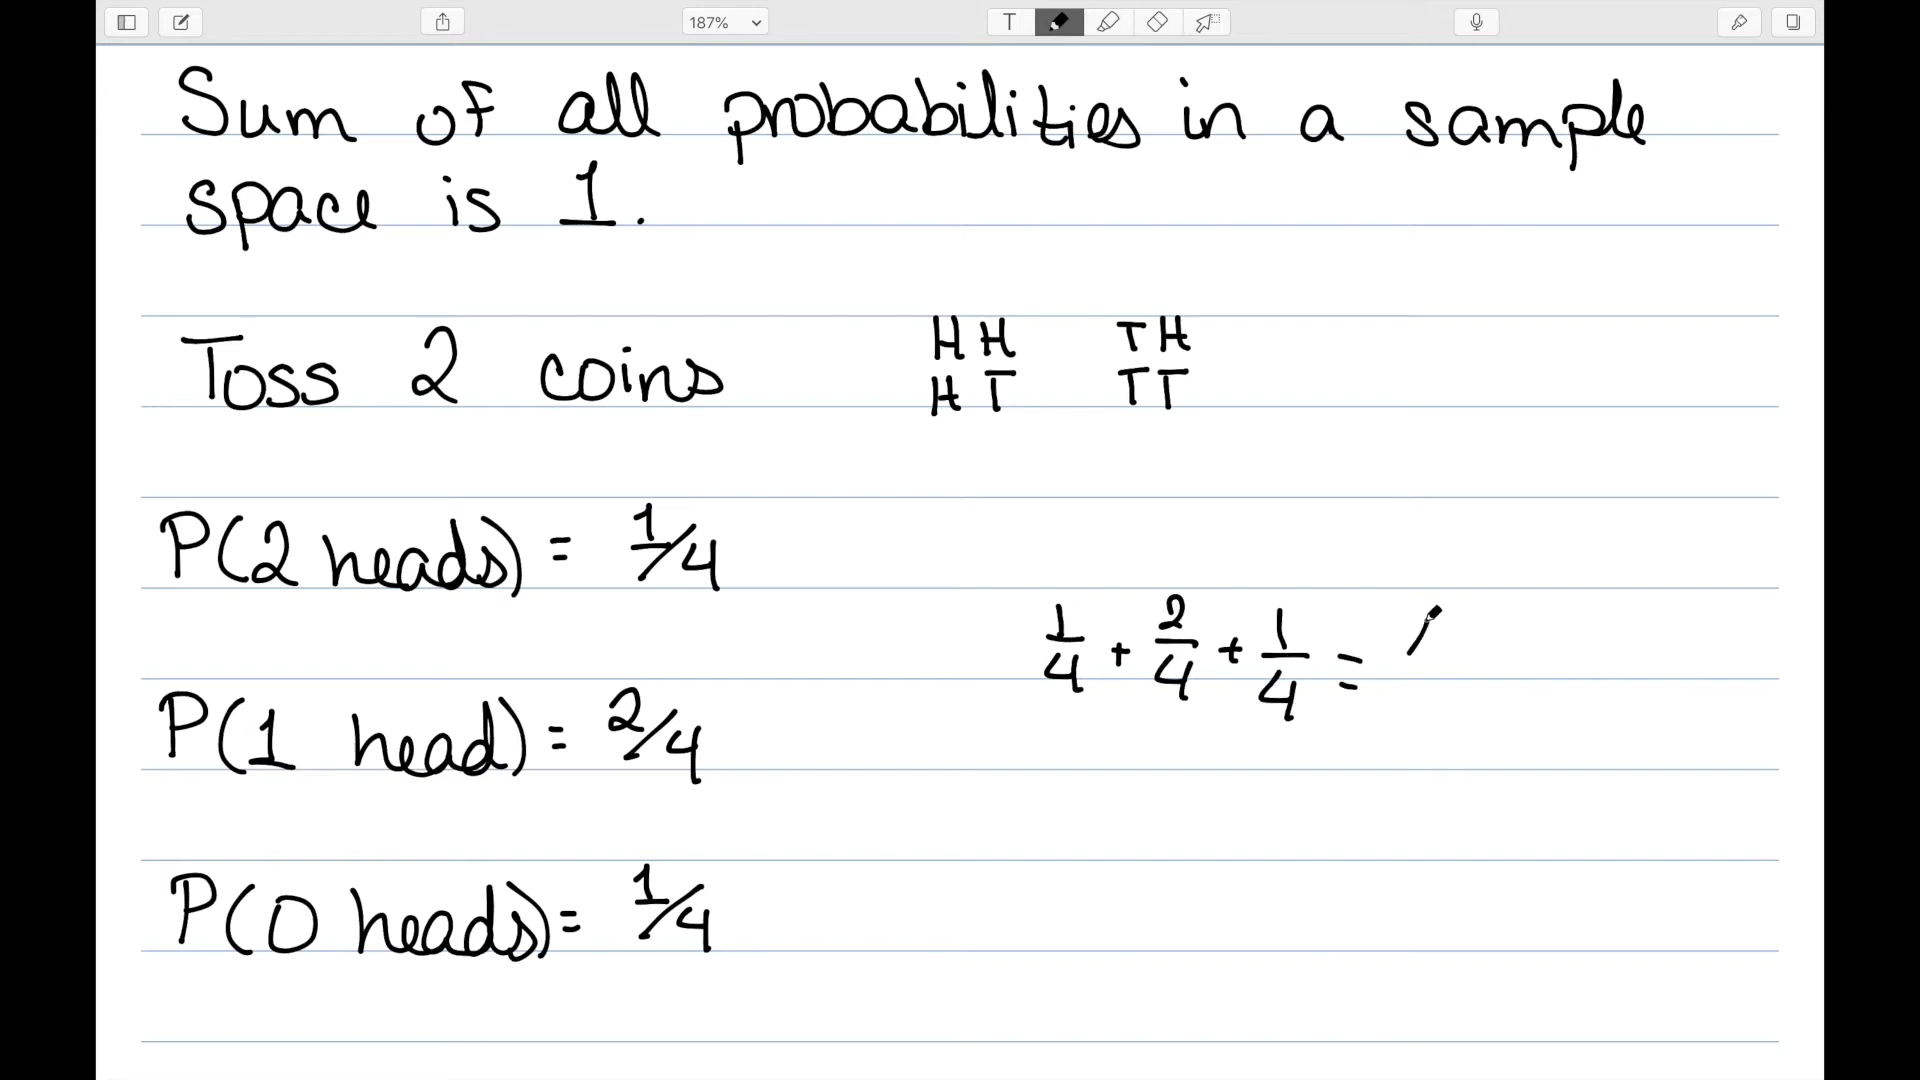 187%
T
Sum of all probabilities in a sample
space is 1.
Toss 2 coins
HH TH
HT TT
P(2 heads) = 1/4
1/4 + 2/4 + 1/4 =
P(1 head) = 2/4
P(0 heads) = 1/4